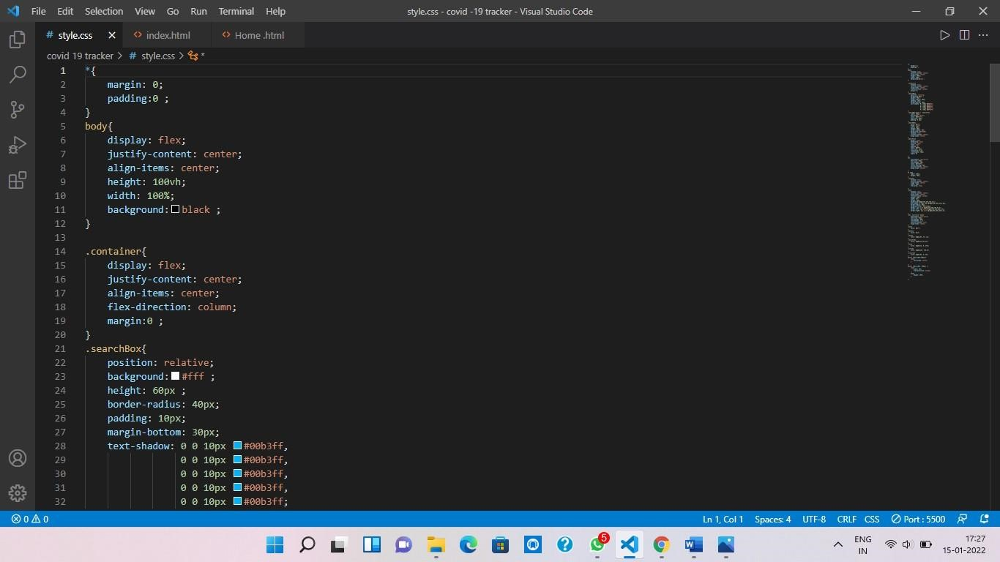 File Edit Selection View Go Run Terminal Help style.css - covid -19 tracker - Visual Studio Code
# style.css × <> index.html <> Home .html
covid 19 tracker > # style.css > *
1 *{
2     margin: 0;
3     padding:0 ;
4 }
5 body{
6     display: flex;
7     justify-content: center;
8     align-items: center;
9     height: 100vh;
10     width: 100%;
11     background: black ;
12 }
13
14 .container{
15     display: flex;
16     justify-content: center;
17     align-items: center;
18     flex-direction: column;
19     margin:0 ;
20 }
21 .searchBox{
22     position: relative;
23     background: #fff ;
24     height: 60px ;
25     border-radius: 40px;
26     padding: 10px;
27     margin-bottom: 30px;
28     text-shadow: 0 0 10px #00b3ff,
29                  0 0 10px #00b3ff,
30                  0 0 10px #00b3ff,
31                  0 0 10px #00b3ff,
32                  0 0 10px #00b3ff;
0 0 Ln 1, Col 1 Spaces: 4 UTF-8 CRLF CSS Port : 5500
5
ENG
IN
17:27
15-01-2022